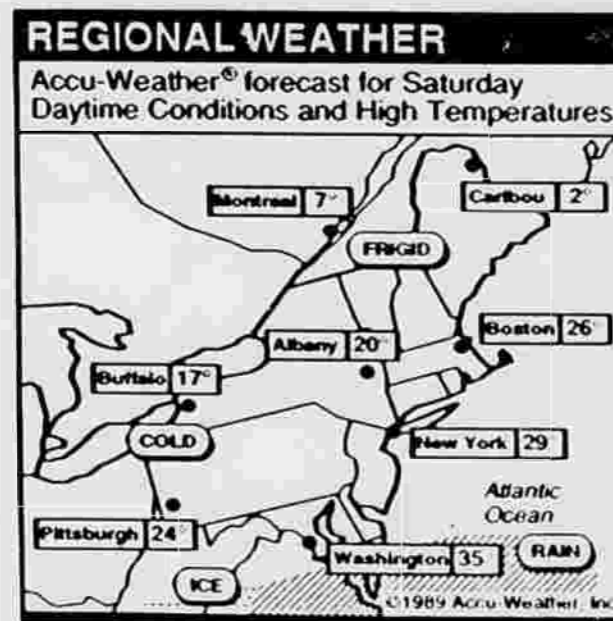 REGIONAL WEATHER
Accu-Weather® forecast for Saturday
Daytime Conditions and High Temperatures
Montreal 7°
Caribou 2°
FRIGID
Boston 26°
Albany 20°
Buffalo 17°
COLD
New York 29
Atlantic
Ocean
Pittsburgh 24°
Washington 35
RAIN
ICE
©1989 Accu-Weather, Inc